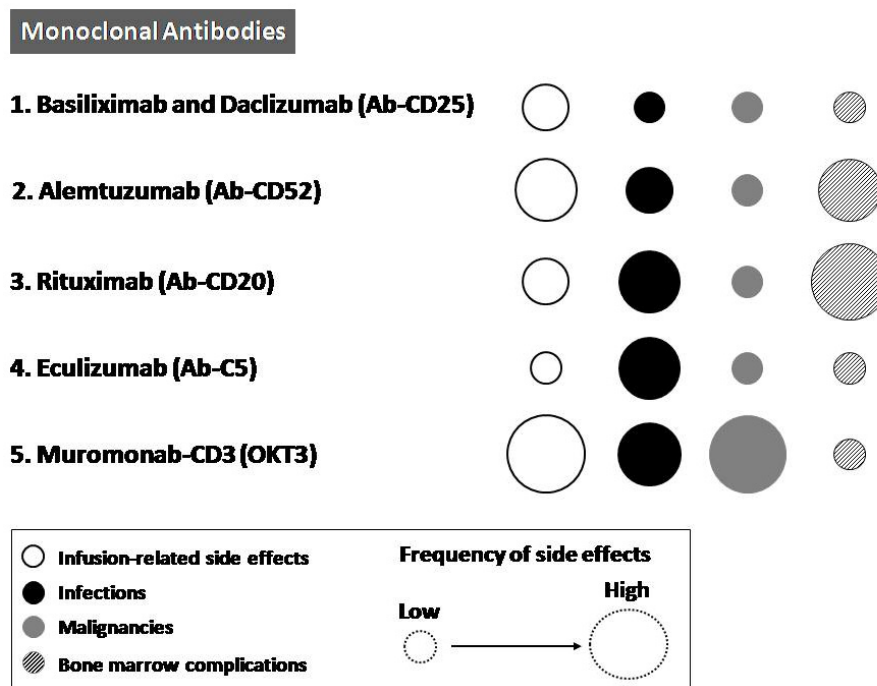 Monoclonal Antibodies
1. Basiliximab and Daclizumab (Ab-CD25)
2. Alemtuzumab (Ab-CD52)
3. Rituximab (Ab-CD20)
4. Eculizumab (Ab-C5)
5. Muromonab-CD3 (OKT3)
Infusion-related side effects
Infections
Malignancies
Bone marrow complications
Frequency of side effects
Low
High